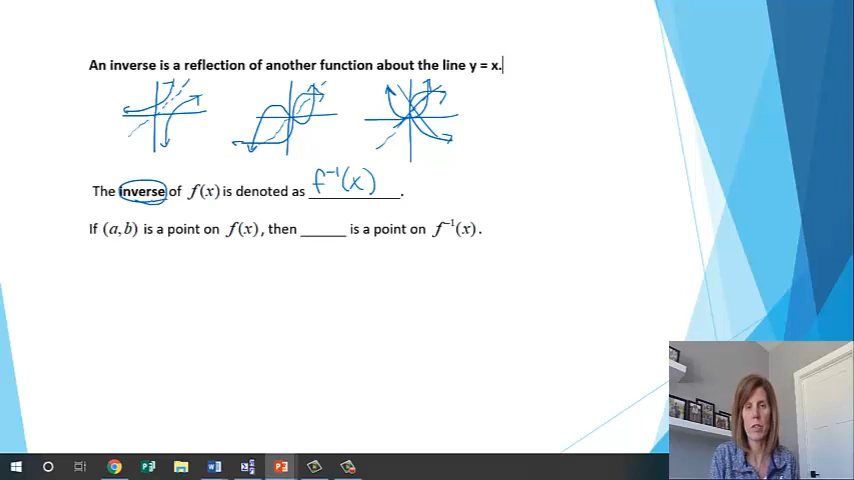 An inverse is a reflection of another function about the line y = x.
The inverse of f(x) is denoted as f⁻¹(x).
If (a,b) is a point on f(x), then ______ is a point on f⁻¹(x).